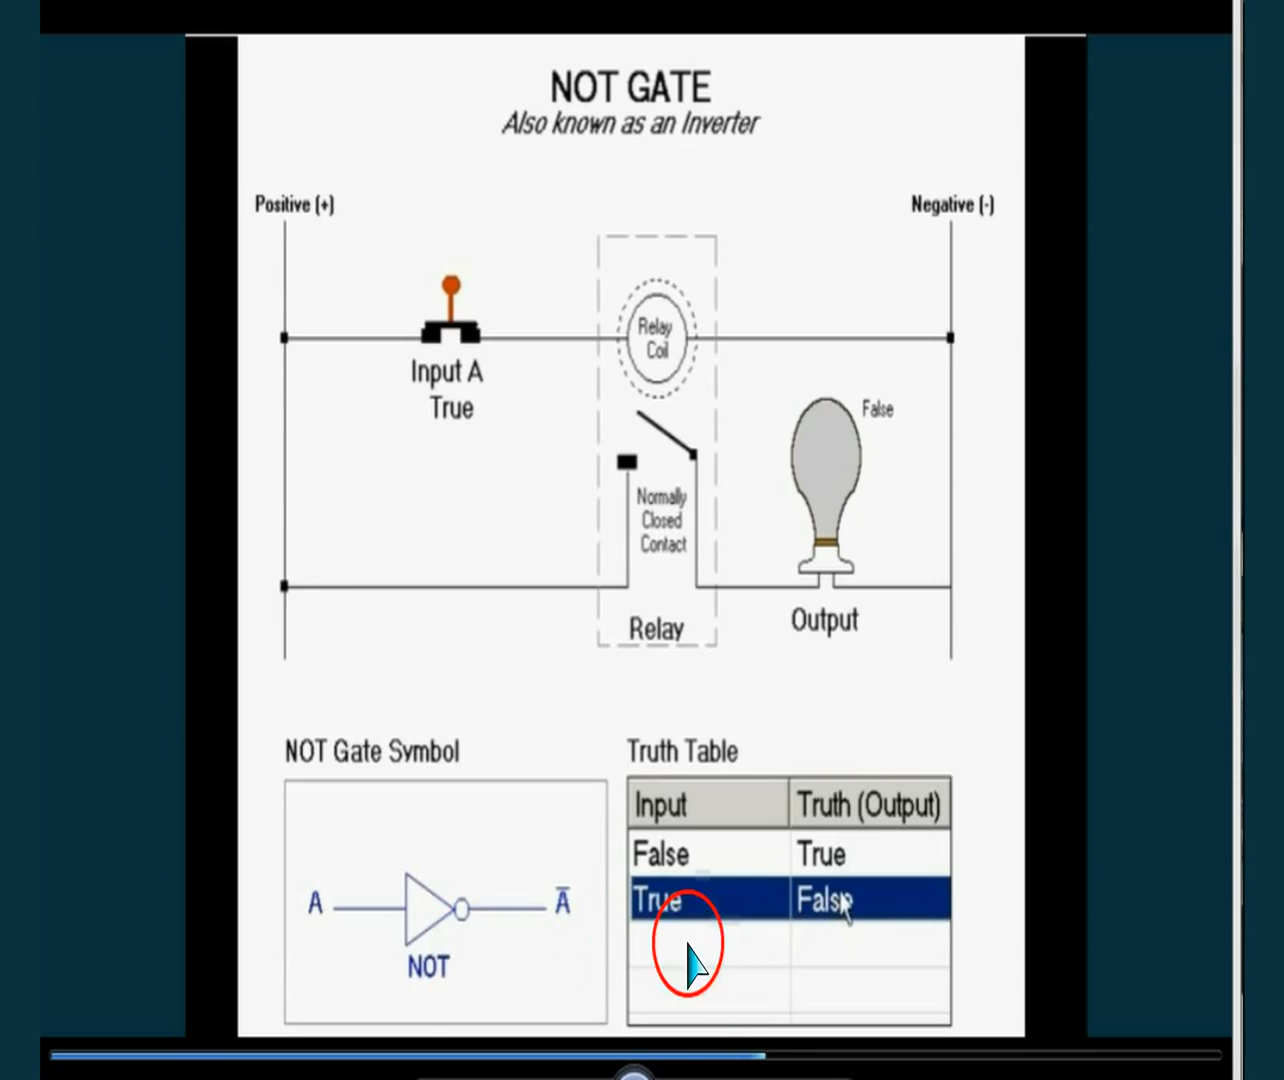 NOT GATE
Also known as an Inverter
Positive (+)
Negative (-)
Relay
Coil
Input A
True
False
Normally
Closed
Contact
Relay
Output
NOT Gate Symbol
A
A̅
NOT
Truth Table
Input Truth (Output)
False True
True False